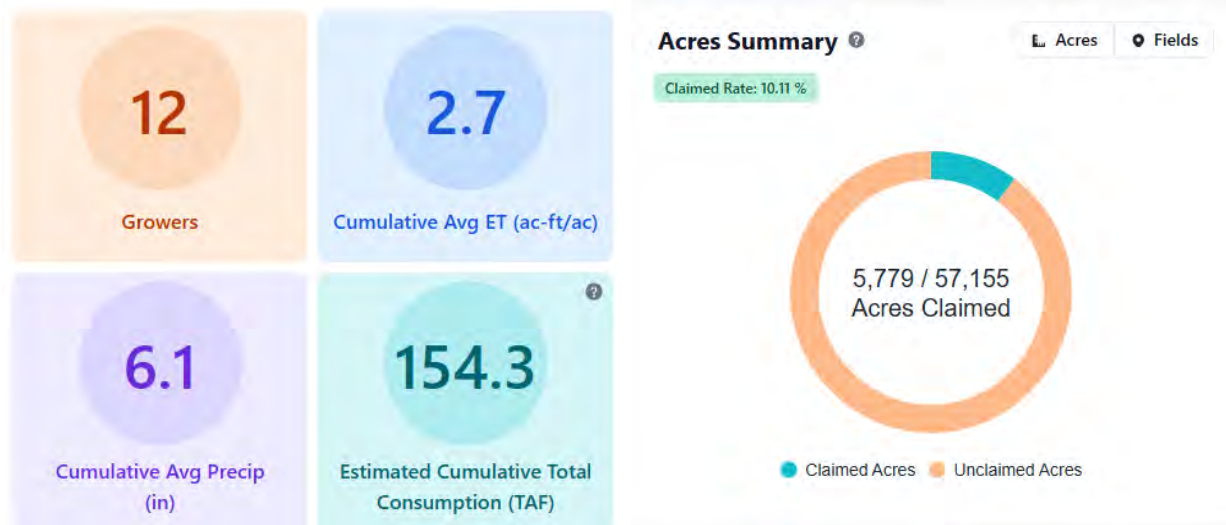 12
Growers
2.7
Cumulative Avg ET (ac-ft/ac)
6.1
Cumulative Avg Precip
(in)
?
154.3
Estimated Cumulative Total
Consumption (TAF)
Acres Summary ?
Acres
Fields
Claimed Rate: 10.11 %
5,779 / 57,155
Acres Claimed
Claimed Acres
Unclaimed Acres